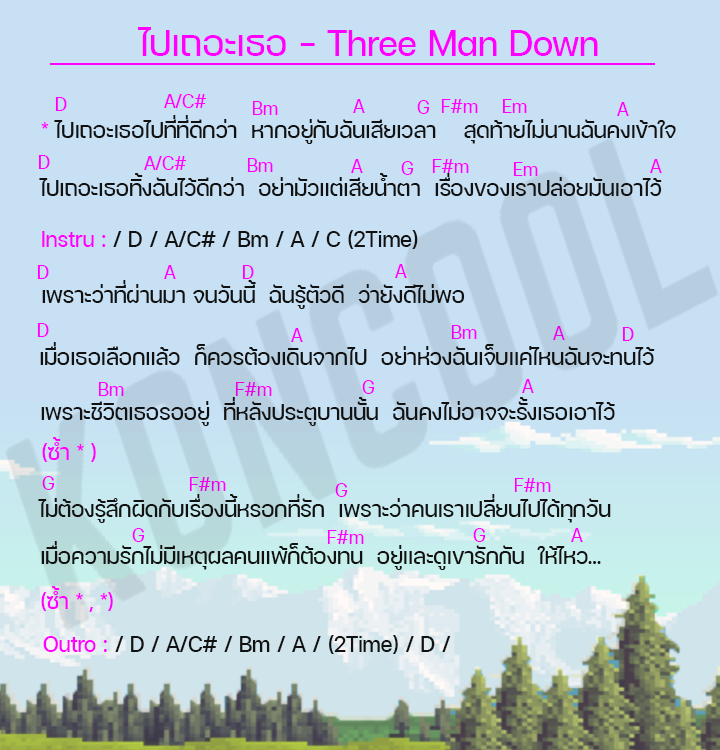 ไปเถอะเธอ - Three Man Down
D A/C# Bm A G F#m Em A
* ไปเถอะเธอไปที่ที่ดีกว่า หากอยู่กับฉันเสียเวลา สุดท้ายไม่นานฉันคงเข้าใจ
D A/C# Bm A G F#m Em A
ไปเถอะเธอทิ้งฉันไว้ดีกว่า อย่ามัวแต่เสียน้ำตา เรื่องของเราปล่อยมันเอาไว้
Instru : / D / A/C# / Bm / A / C (2Time)
D A D A
เพราะว่าที่ผ่านมา จนวันนี้ ฉันรู้ตัวดี ว่ายังดีไม่พอ
D A Bm A D
เมื่อเธอเลือกแล้ว ก็ควรต้องเดินจากไป อย่าห่วงฉันเจ็บแค่ไหนฉันจะทนไว้
Bm F#m G A
เพราะชีวิตเธอรออยู่ ที่หลังประตูบานนั้น ฉันคงไม่อาจจะรั้งเธอเอาไว้
(ซ้ำ * )
G F#m G F#m
ไม่ต้องรู้สึกผิดกับเรื่องนี้หรอกที่รัก เพราะว่าคนเราเปลี่ยนไปได้ทุกวัน
G F#m G A
เมื่อความรักไม่มีเหตุผลคนแพ้ก็ต้องทน อยู่และดูเขารักกัน ให้ไหว...
(ซ้ำ * , *)
Outro : / D / A/C# / Bm / A / (2Time) / D /
KORDCOOL